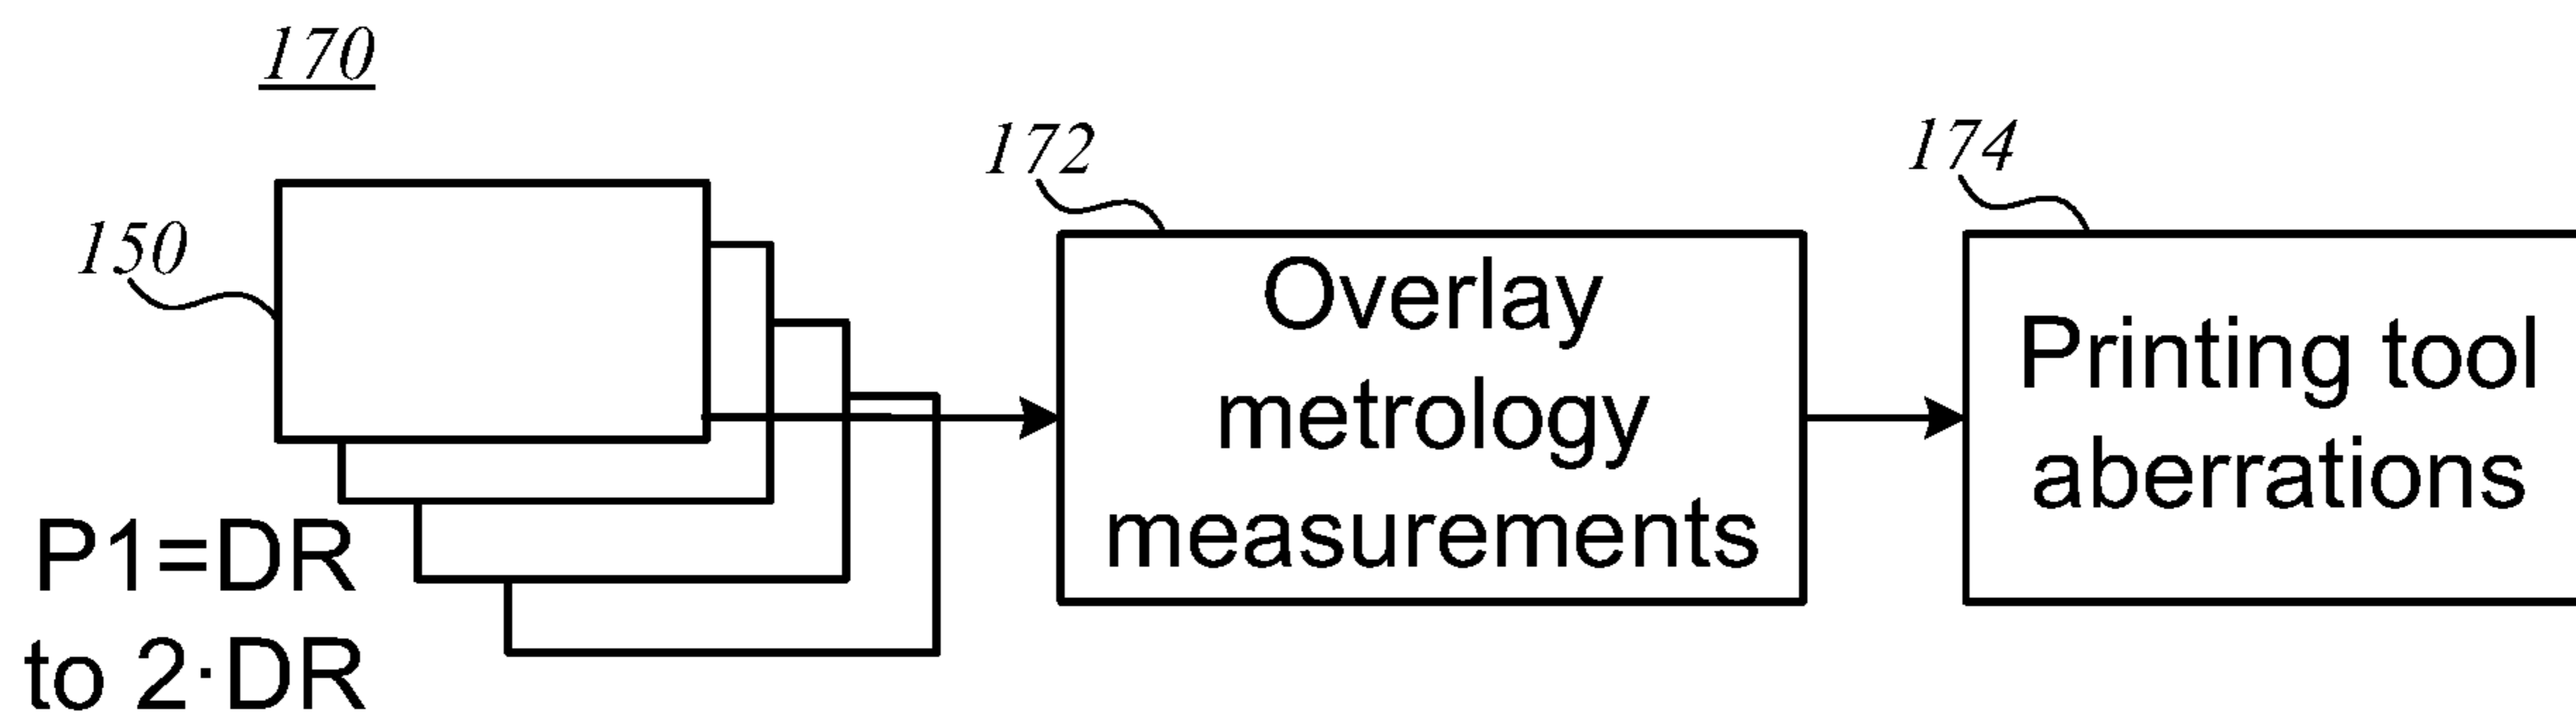 170
172
174
150
Overlay
metrology
measurements
Printing tool
aberrations
P1=DR
to 2·DR